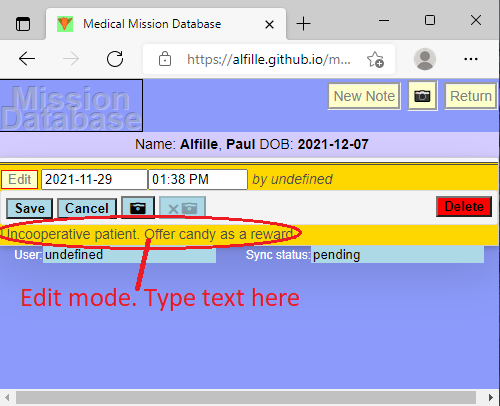 Medical Mission Database
https://alfille.github.io/m...
Mission
Database
New Note
Return
Name: Alfille, Paul DOB: 2021-12-07
Edit 2021-11-29 01:38 PM by undefined
Save Cancel X Delete
Incooperative patient. Offer candy as a reward
User: undefined Sync status: pending
Edit mode. Type text here